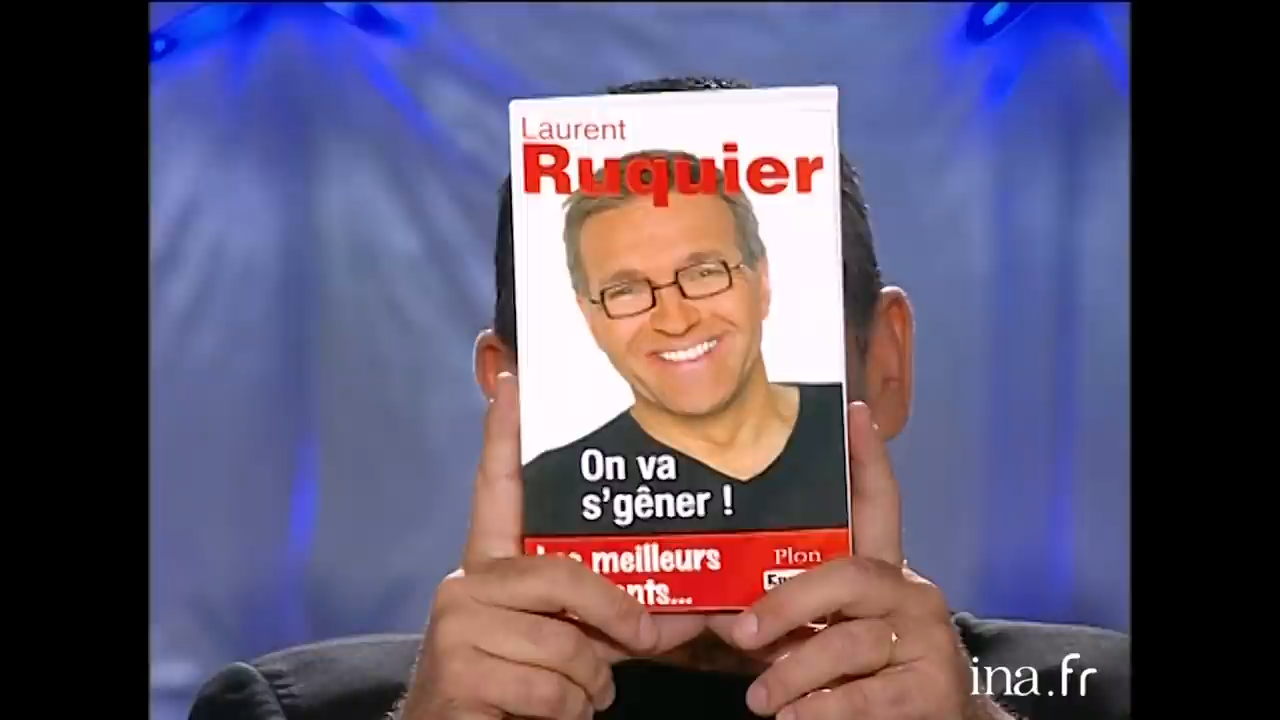 Laurent
Ruquier
On va
s'gêner !
meilleurs
Plon
ina.fr